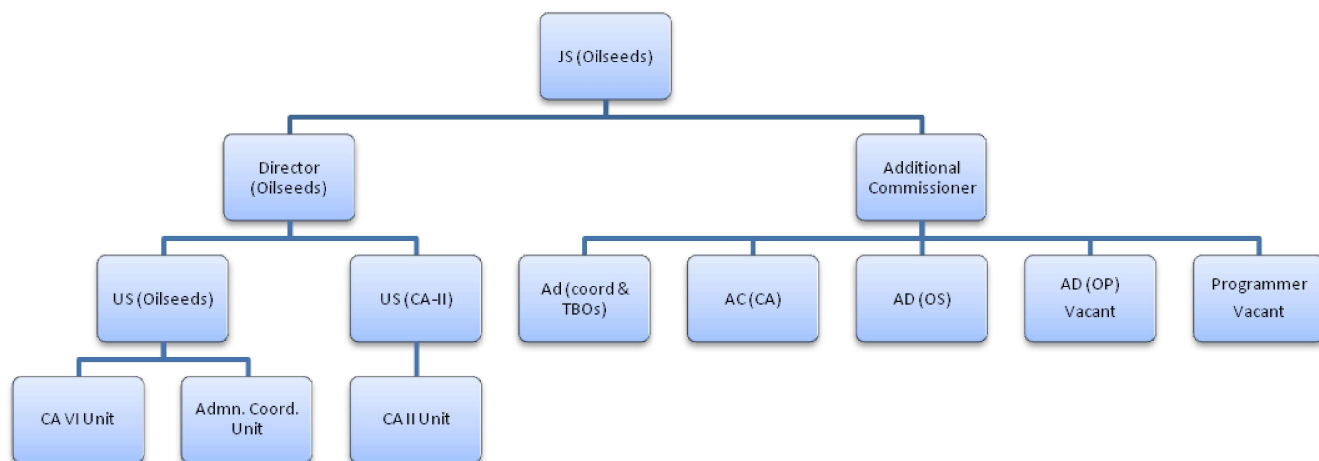 JS (Oilseeds)
Director
(Oilseeds)
Additional
Commissioner
US (Oilseeds)
US (CA-II)
Ad (coord &
TBOs)
AC (CA)
AD (OS)
AD (OP)
Vacant
Programmer
Vacant
CA VI Unit
Admn. Coord.
Unit
CA II Unit